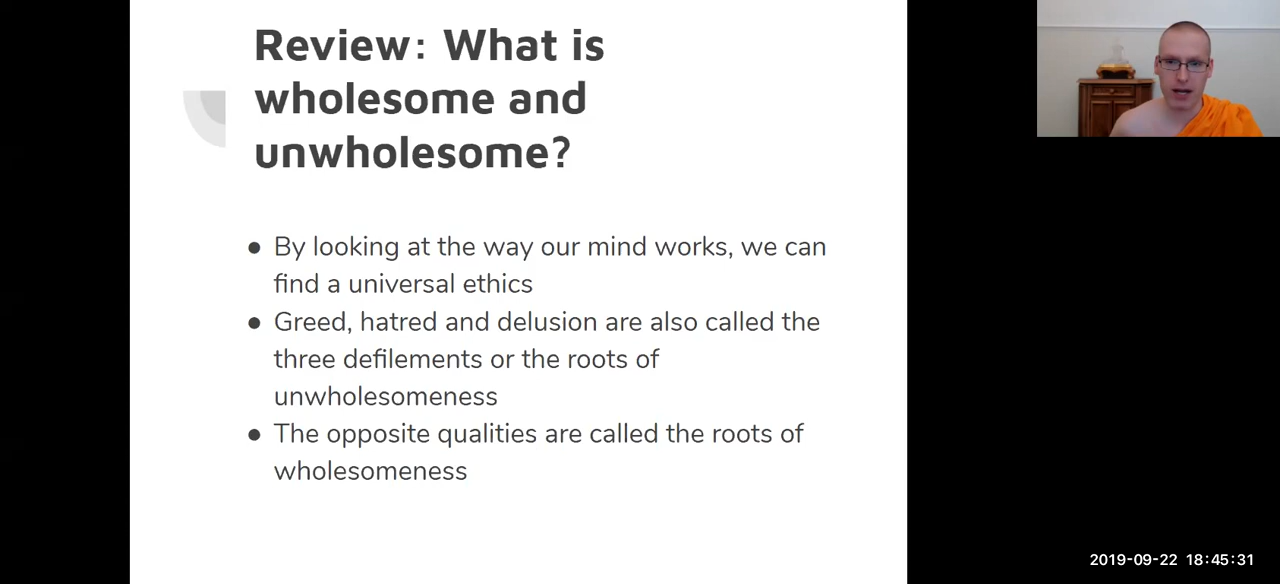 Review: What is
wholesome and
unwholesome?
● By looking at the way our mind works, we can
find a universal ethics
● Greed, hatred and delusion are also called the
three defilements or the roots of
unwholesomeness
● The opposite qualities are called the roots of
wholesomeness
2019-09-22 18:45:31